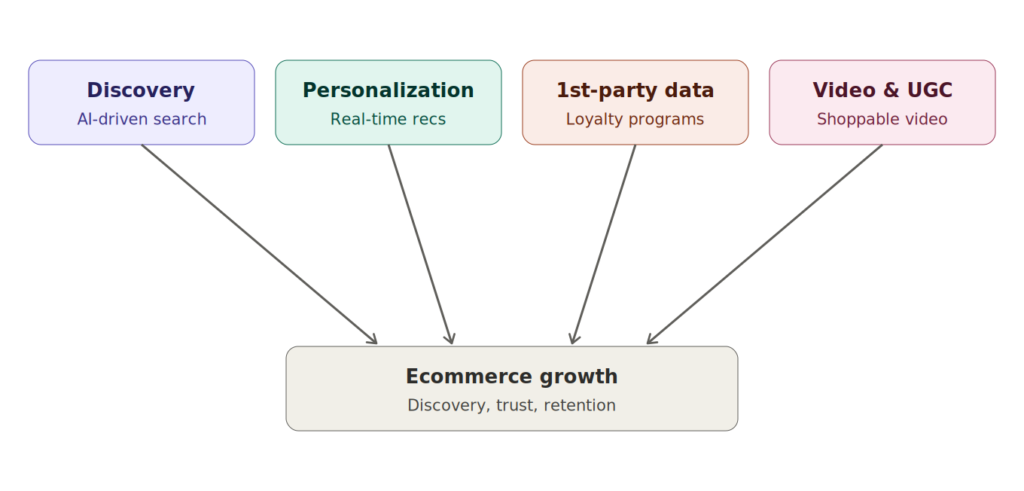 Discovery
AI-driven search
Personalization
Real-time recs
1st-party data
Loyalty programs
Video & UGC
Shoppable video
Ecommerce growth
Discovery, trust, retention